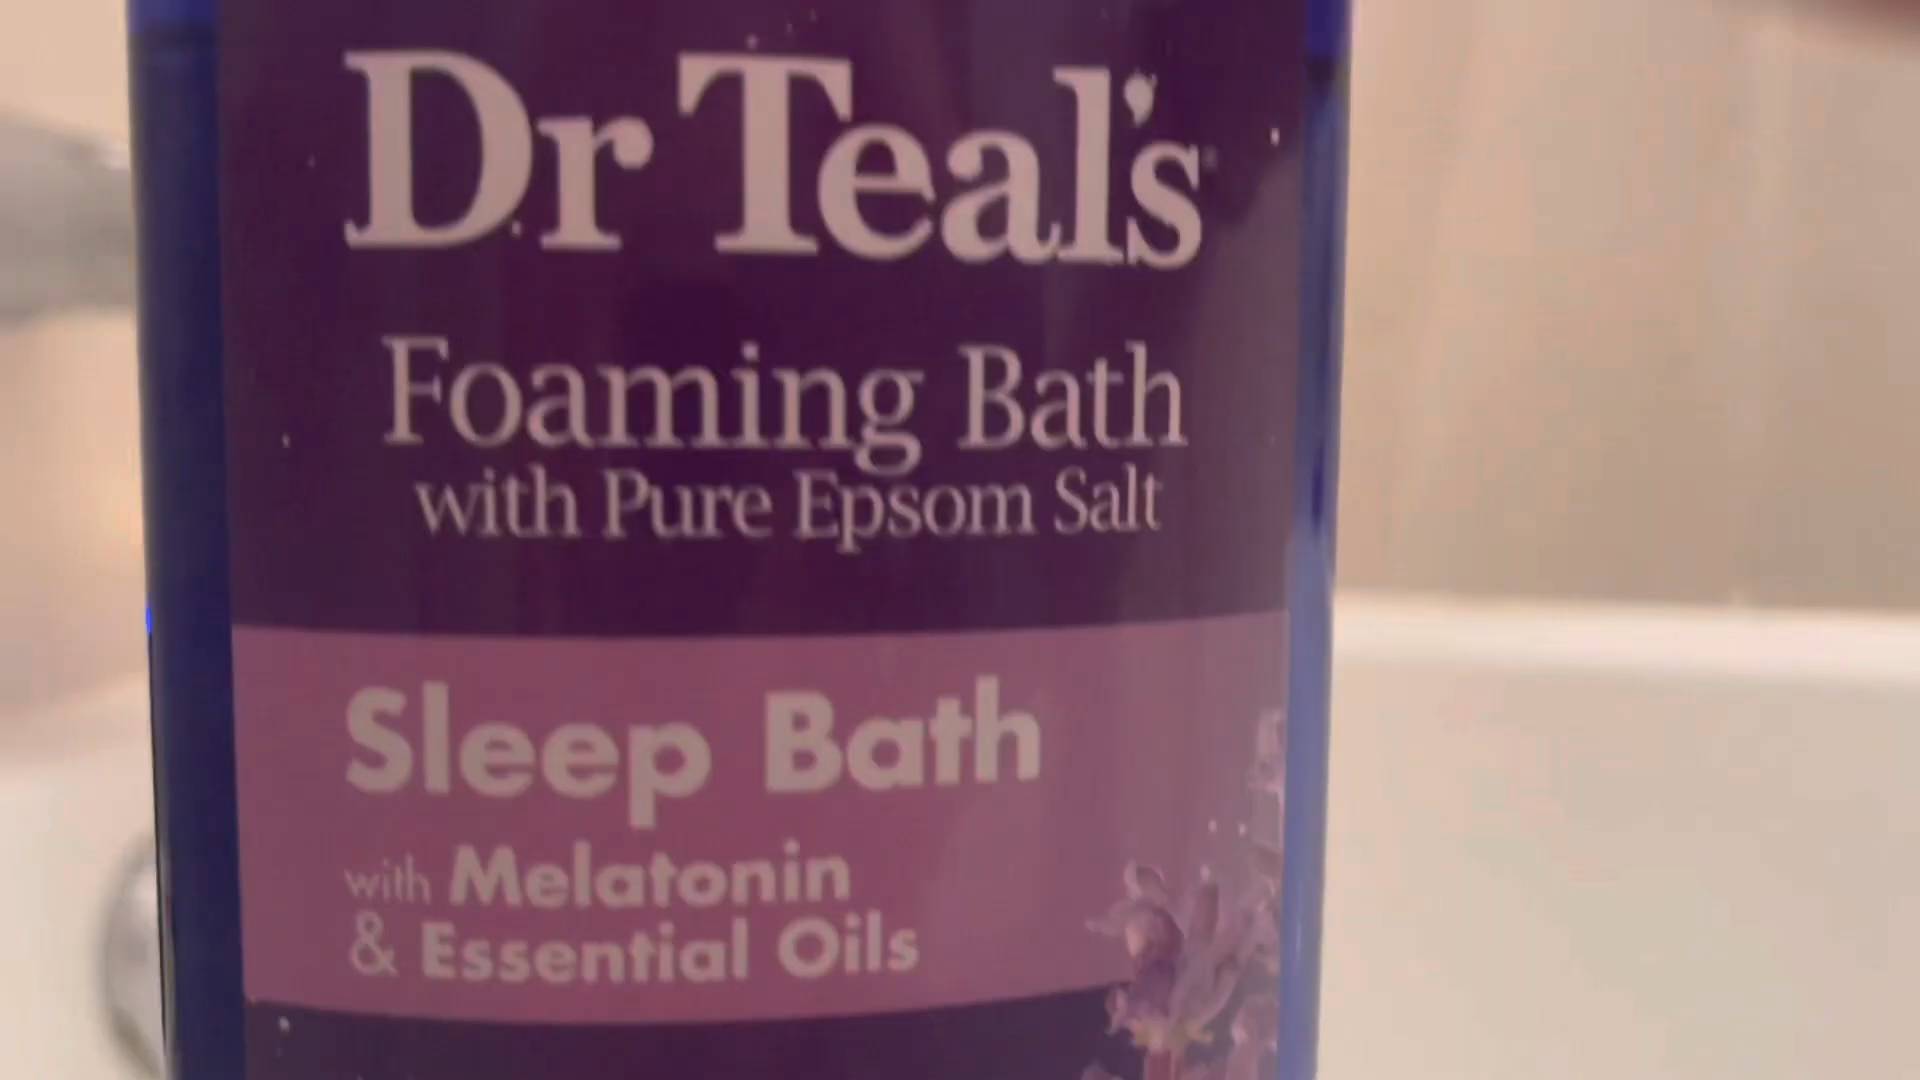 Dr Teal's
Foaming Bath
with Pure Epsom Salt
Sleep Bath
with Melatonin
& Essential Oils